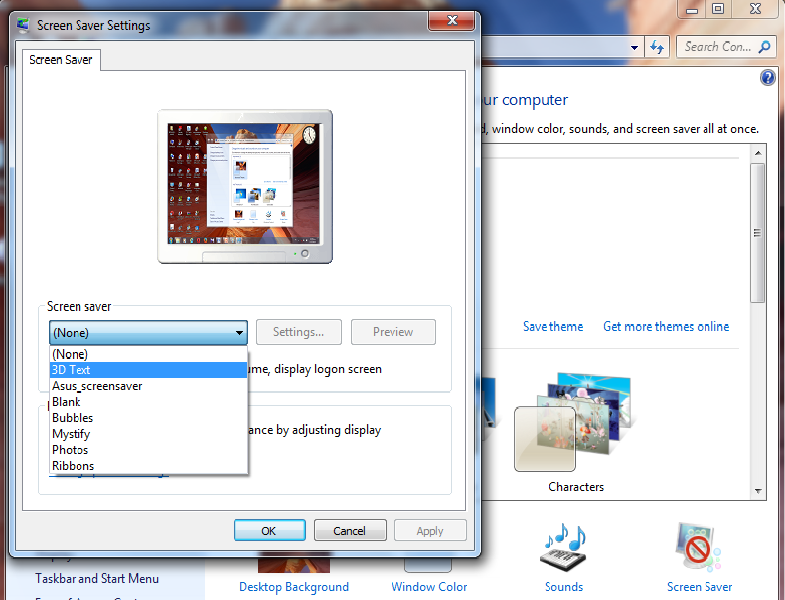 Screen Saver Settings
Search Con...
Screen Saver
ur computer
, window color, sounds, and screen saver all at once.
Screen saver
(None)
Settings...
Preview
(None)
3D Text
Asus_screensaver
Blank
Bubbles
Mystify
Photos
Ribbons
ume, display logon screen
ance by adjusting display
Save theme
Get more themes online
Characters
OK
Cancel
Apply
Taskbar and Start Menu
Desktop Background
Window Color
Sounds
Screen Saver